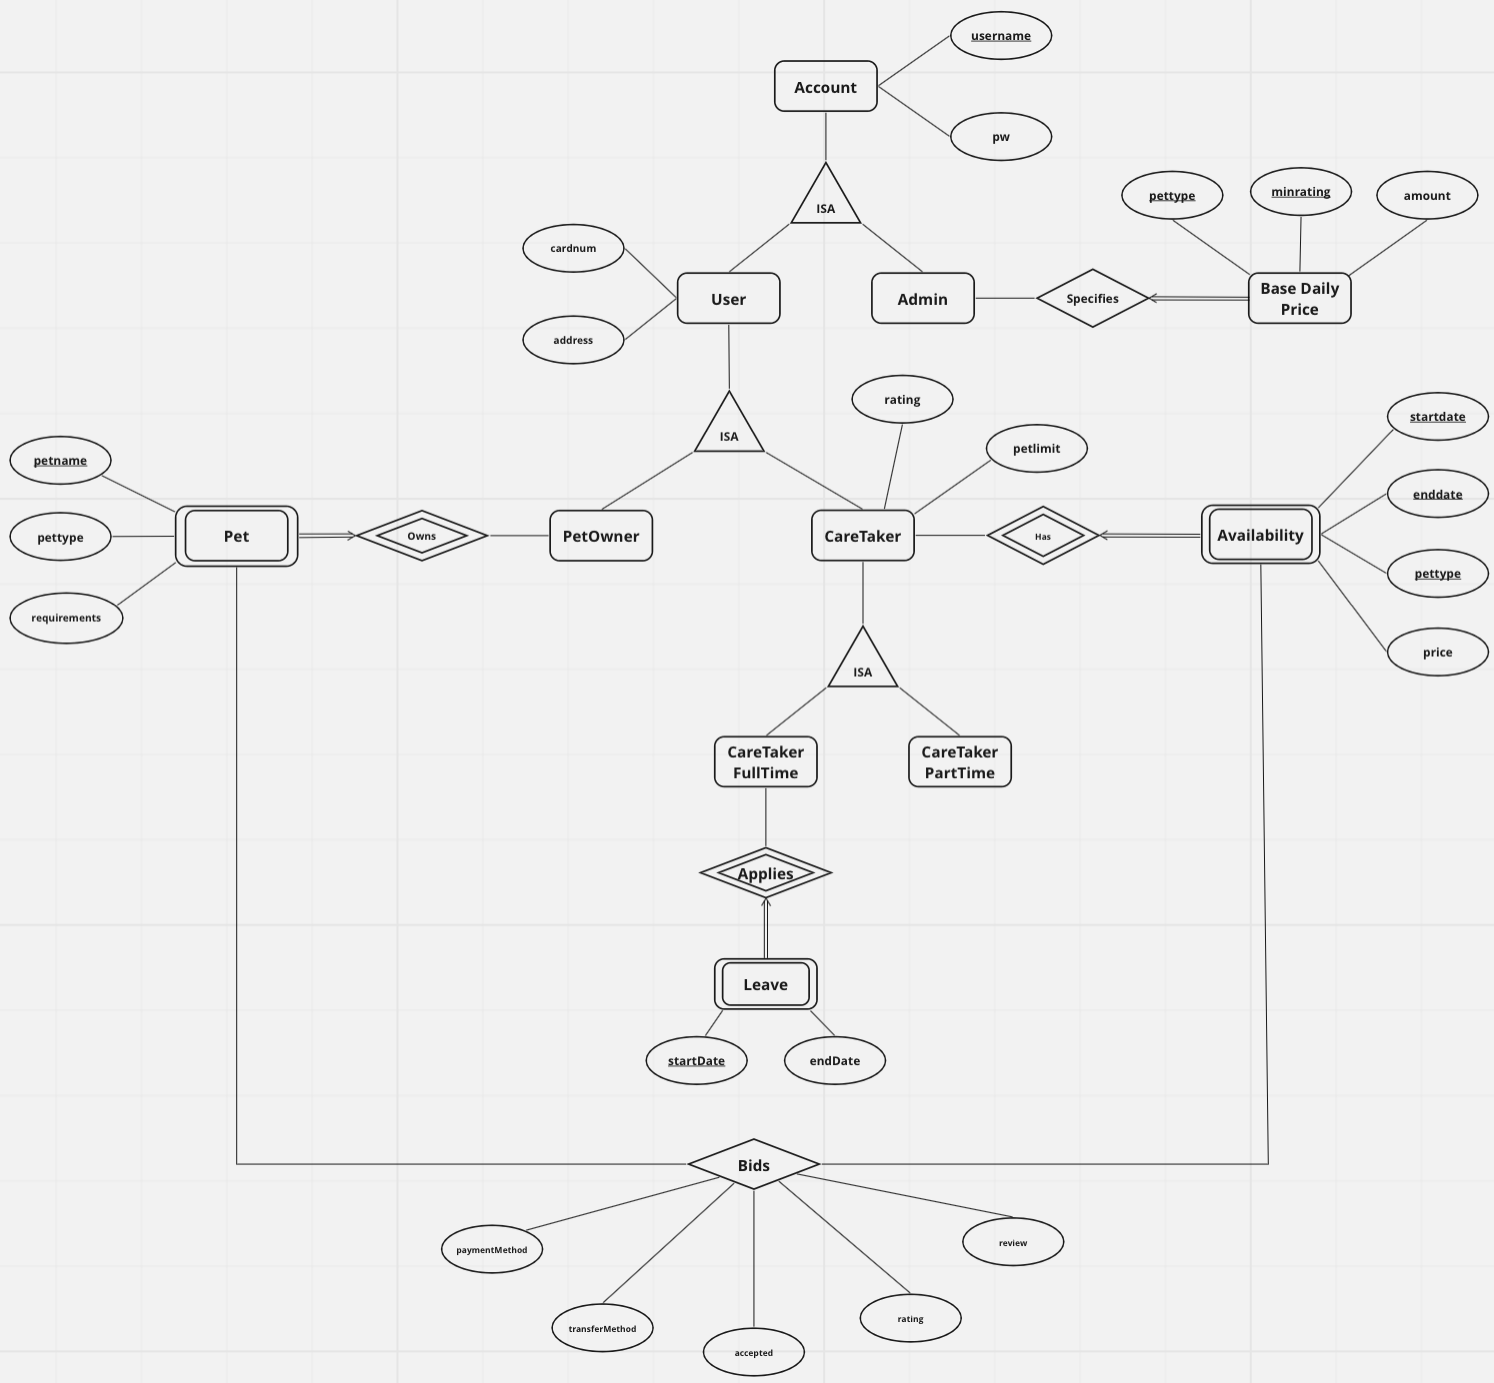 username
Account
pw
pettype
minrating
amount
ISA
cardnum
User
Admin
Specifies
Base Daily
Price
address
rating
startdate
ISA
petlimit
petname
enddate
pettype
Pet
Owns
PetOwner
CareTaker
Has
Availability
pettype
requirements
price
ISA
CareTaker
FullTime
CareTaker
PartTime
Applies
Leave
startDate
endDate
Bids
paymentMethod
review
transferMethod
rating
accepted